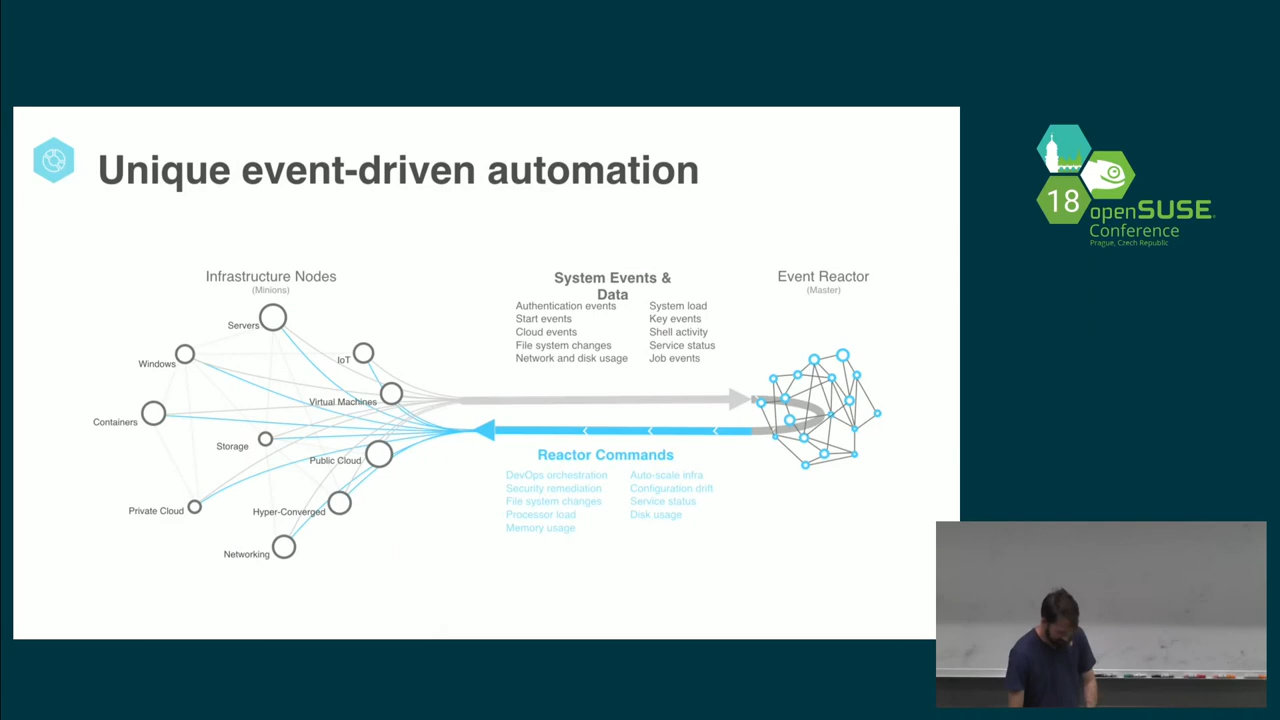 Unique event-driven automation
Infrastructure Nodes
(Minions)
Servers
IoT
Windows
Virtual Machines
Containers
Storage
Public Cloud
Private Cloud
Hyper-Converged
Networking
System Events &
Data
Authentication events
Start events
Cloud events
File system changes
Network and disk usage
System load
Key events
Shell activity
Service status
Job events
Reactor Commands
DevOps orchestration
Security remediation
File system changes
Processor load
Memory usage
Auto-scale infra
Configuration drift
Service status
Disk usage
Event Reactor
(Master)
18
openSUSE
Conference
Prague, Czech Republic